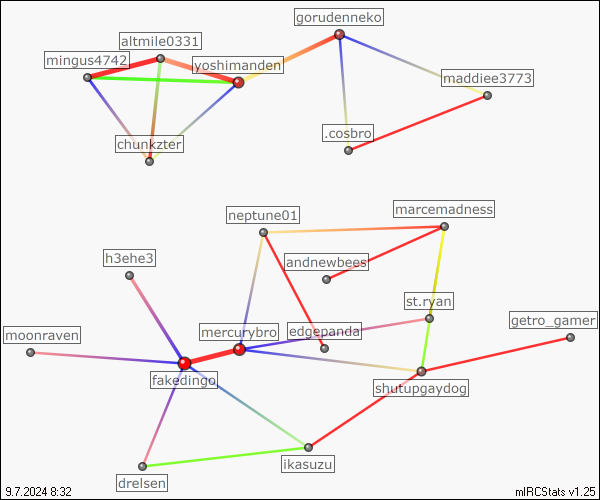 gorudenneko
altmile0331
mingus4742
yoshimanden
maddiee3773
.cosbro
chunkzter
marcemadness
neptune01
h3ehe3
andnewbees
st.ryan
getro_gamer
mercurybro
edgepanda
moonraven
fakedingo
shutupgaydog
ikasuzu
drelsen
9.7.2024 8:32
mIRCStats v1.25